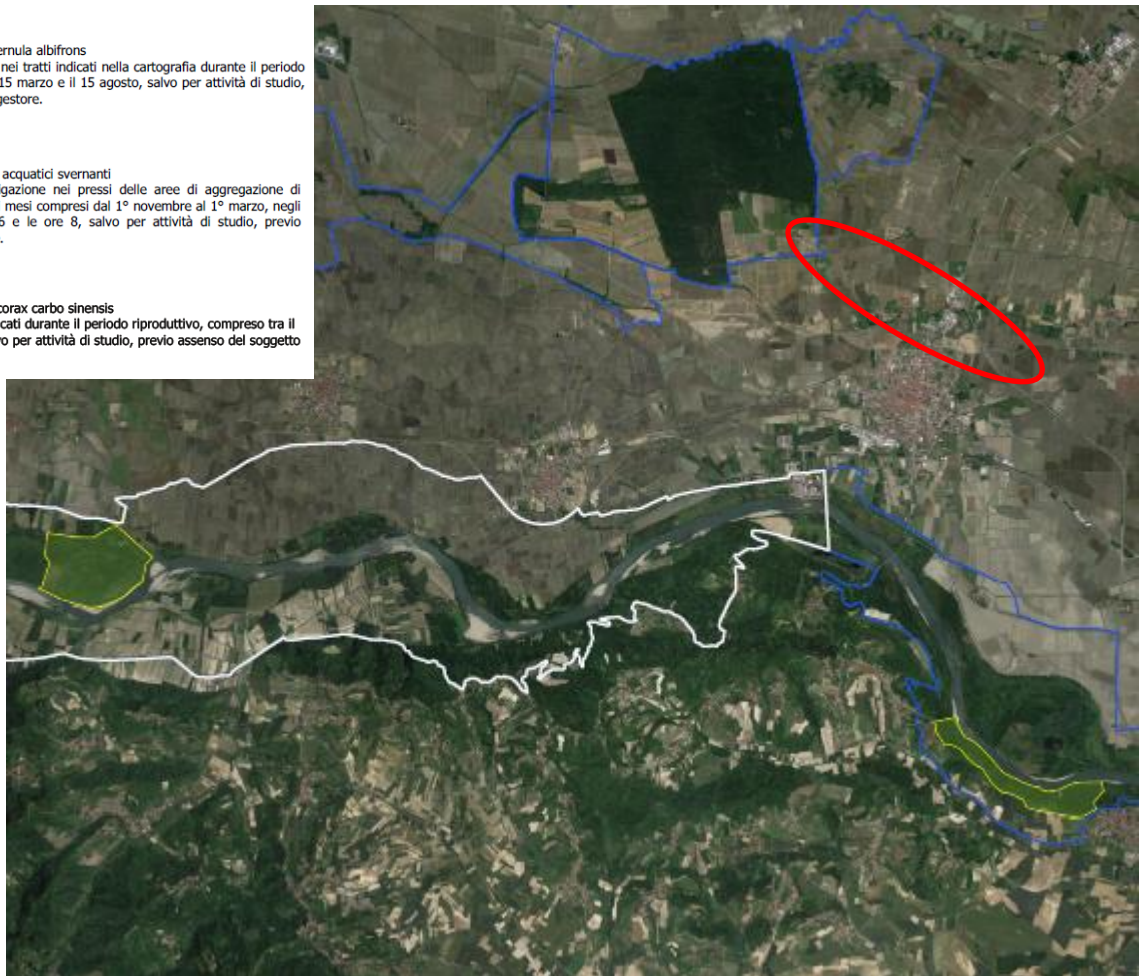 ernula albifrons
nei tratti indicati nella cartografia durante il periodo
15 marzo e il 15 agosto, salvo per attività di studio,
gestore.
acquatici svernanti
igazione nei pressi delle aree di aggregazione di
mesi compresi dal 1° novembre al 1° marzo, negli
6 e le ore 8, salvo per attività di studio, previo
.
corax carbo sinensis
cati durante il periodo riproduttivo, compreso tra il
vo per attività di studio, previo assenso del soggetto